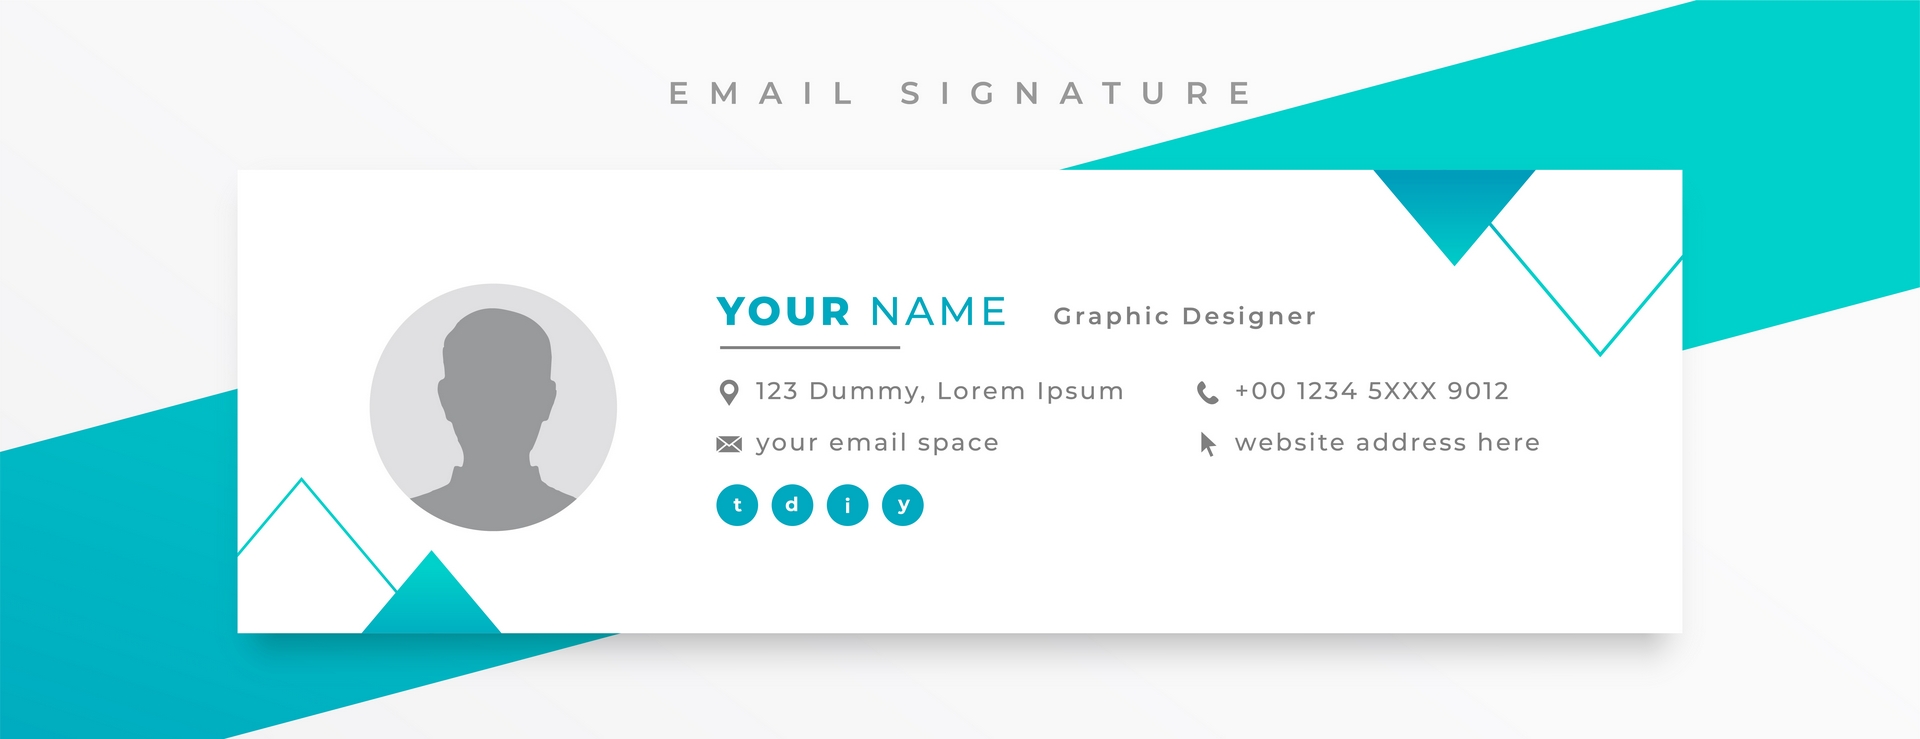 EMAIL SIGNATURE
YOUR NAME Graphic Designer
123 Dummy, Lorem Ipsum +00 1234 5XXX 9012
your email space website address here
t d i y